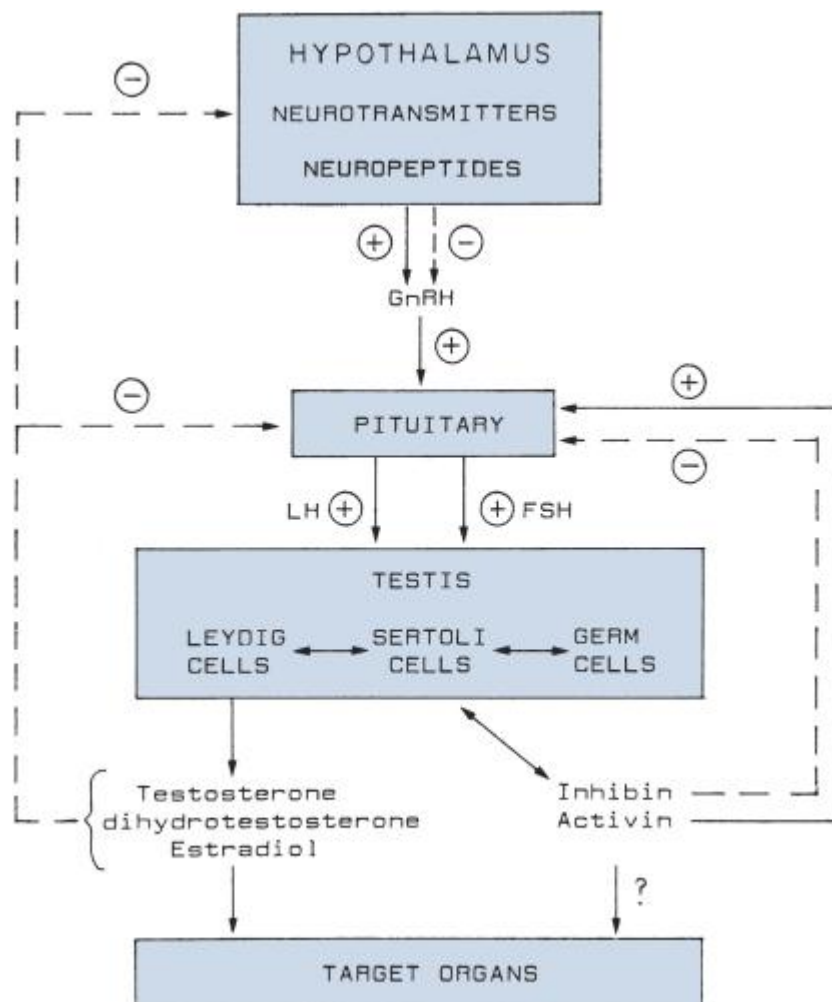 HYPOTHALAMUS
−
NEUROTRANSMITTERS
NEUROPEPTIDES
+ −
GnRH
+
− +
PITUITARY
−
LH + + FSH
TESTIS
LEYDIG SERTOLI GERM
CELLS CELLS CELLS
Testosterone Inhibin
dihydrotestosterone Activin
Estradiol
?
TARGET ORGANS